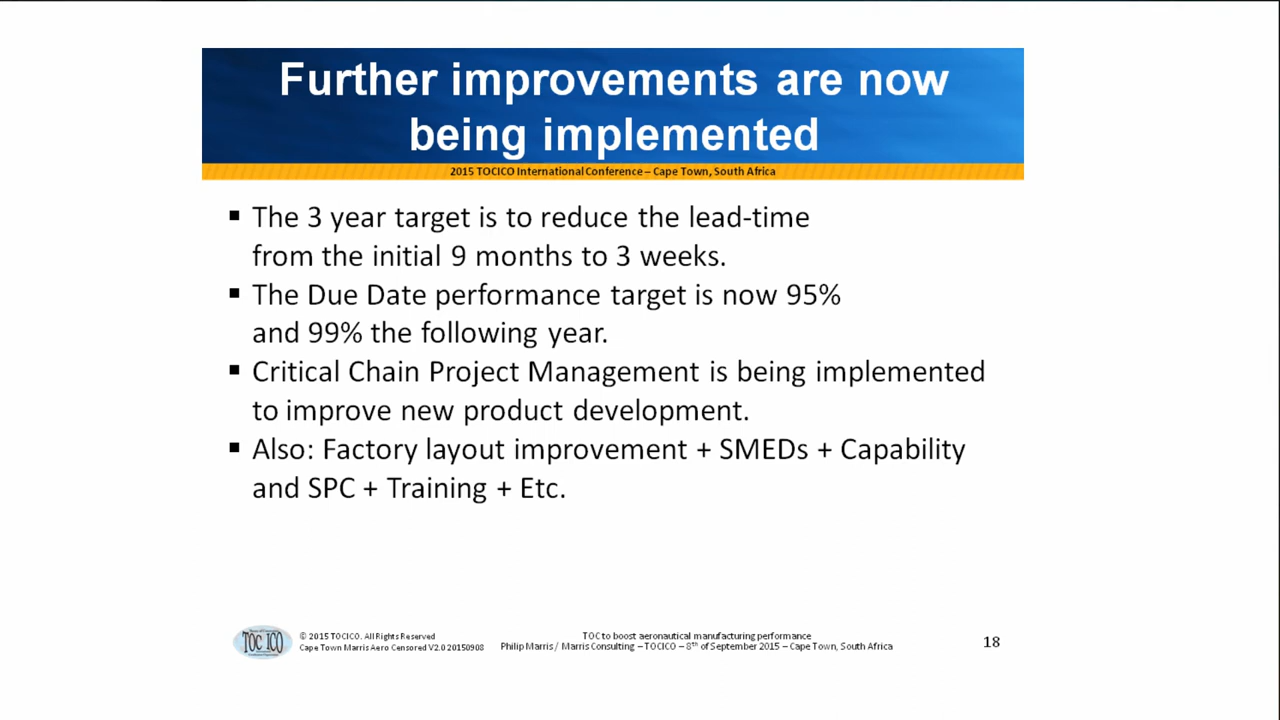 Further improvements are now
being implemented
2015 TOCICO International Conference – Cape Town, South Africa
▪ The 3 year target is to reduce the lead-time
from the initial 9 months to 3 weeks.
▪ The Due Date performance target is now 95%
and 99% the following year.
▪ Critical Chain Project Management is being implemented
to improve new product development.
▪ Also: Factory layout improvement + SMEDs + Capability
and SPC + Training + Etc.
TOC ICO
© 2015 TOCICO. All Rights Reserved
Cape Town Marris Aero Censored V2.0 20150908
TOC to boost aeronautical manufacturing performance
Philip Marris / Marris Consulting – TOCICO – 8th of September 2015 – Cape Town, South Africa
18